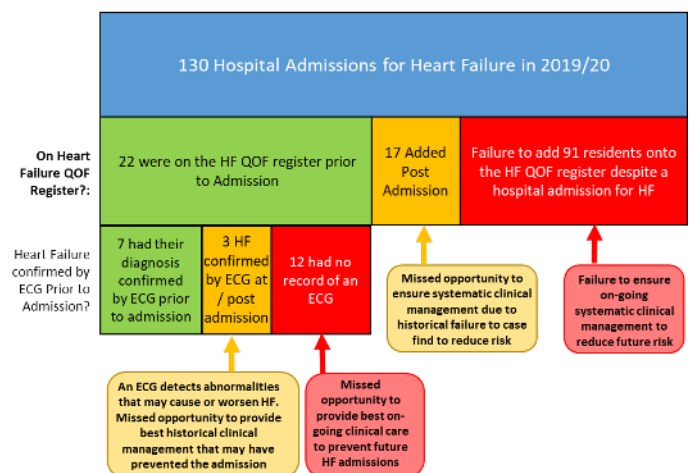 130 Hospital Admissions for Heart Failure in 2019/20
On Heart
Failure QOF
Register?:
22 were on the HF QOF register prior
to Admission
17 Added
Post
Admission
Failure to add 91 residents onto
the HF QOF register despite a
hospital admission for HF
Heart Failure
confirmed by
ECG Prior to
Admission?
7 had their
diagnosis
confirmed
by ECG prior
to admission
3 HF
confirmed
by ECG at
/ post
admission
12 had no
record of an
ECG
Missed opportunity to
ensure systematic clinical
management due to
historical failure to case
find to reduce risk
Failure to ensure
on-going
systematic clinical
management to
reduce future risk
An ECG detects abnormalities
that may cause or worsen HF.
Missed opportunity to provide
best historical clinical
management that may have
prevented the admission
Missed
opportunity to
provide best on-
going clinical care
to prevent future
HF admissions